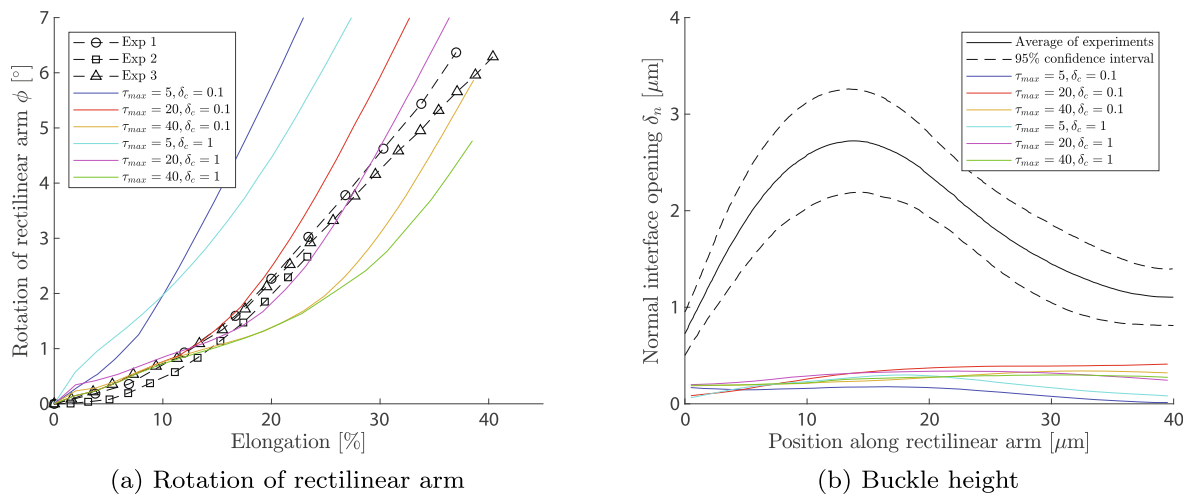 7
6
5
4
3
2
1
0
0
10
20
30
40
Rotation of rectilinear arm ϕ [°]
Elongation [%]
Exp 1
Exp 2
Exp 3
τmax = 5, δc = 0.1
τmax = 20, δc = 0.1
τmax = 40, δc = 0.1
τmax = 5, δc = 1
τmax = 20, δc = 1
τmax = 40, δc = 1
(a) Rotation of rectilinear arm
4
3
2
1
0
0
10
20
30
40
Normal interface opening δn [μm]
Position along rectilinear arm [μm]
Average of experiments
95% confidence interval
τmax = 5, δc = 0.1
τmax = 20, δc = 0.1
τmax = 40, δc = 0.1
τmax = 5, δc = 1
τmax = 20, δc = 1
τmax = 40, δc = 1
(b) Buckle height